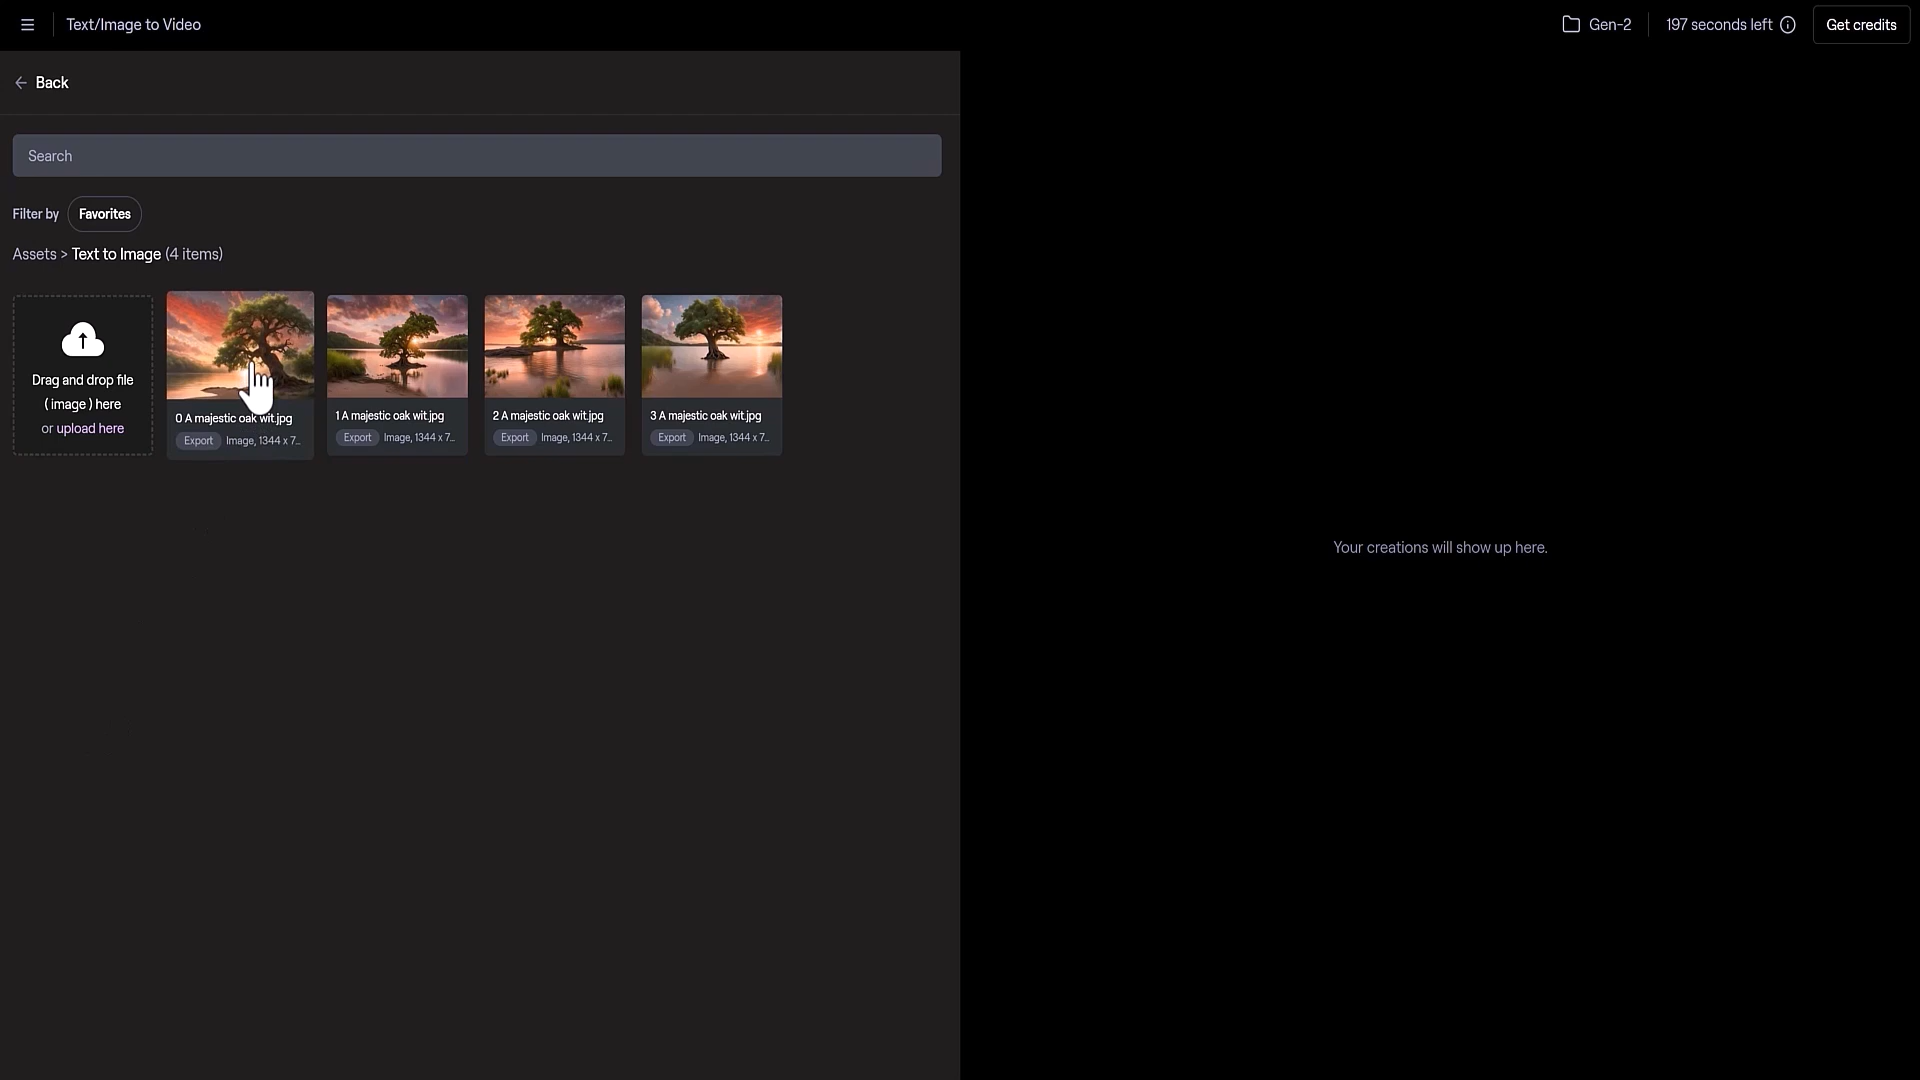 Text/Image to Video
Gen-2
197 seconds left
Get credits
Back
Search
Filter by Favorites
Assets > Text to Image (4 items)
Drag and drop file
( image ) here
or upload here
0 A majestic oak wit.jpg
Export Image, 1344 x 7...
1 A majestic oak wit.jpg
Export Image, 1344 x 7...
2 A majestic oak wit.jpg
Export Image, 1344 x 7...
3 A majestic oak wit.jpg
Export Image, 1344 x 7...
Your creations will show up here.